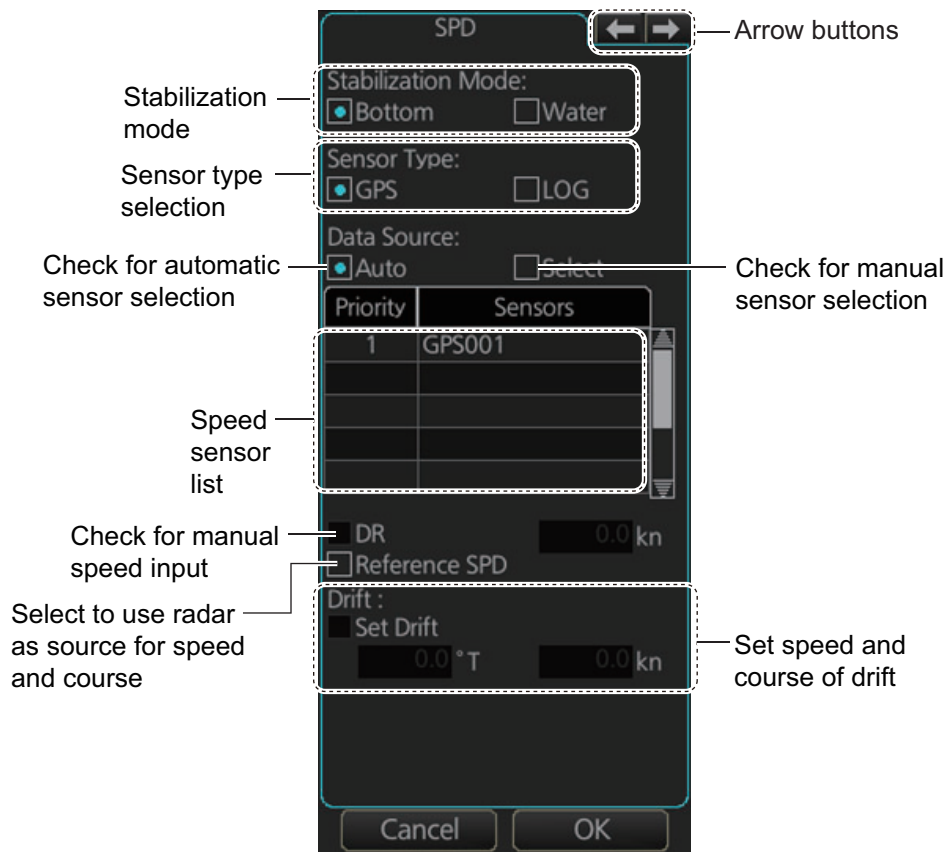 SPD
Arrow buttons
Stabilization Mode:
Bottom
Water
Stabilization
mode
Sensor Type:
GPS
LOG
Sensor type
selection
Data Source:
Auto
Select
Check for automatic
sensor selection
Check for manual
sensor selection
Priority
Sensors
1
GPS001
Speed
sensor
list
DR
0.0 kn
Check for manual
speed input
Reference SPD
Select to use radar
as source for speed
and course
Drift :
Set Drift
0.0 °T
0.0 kn
Set speed and
course of drift
Cancel
OK